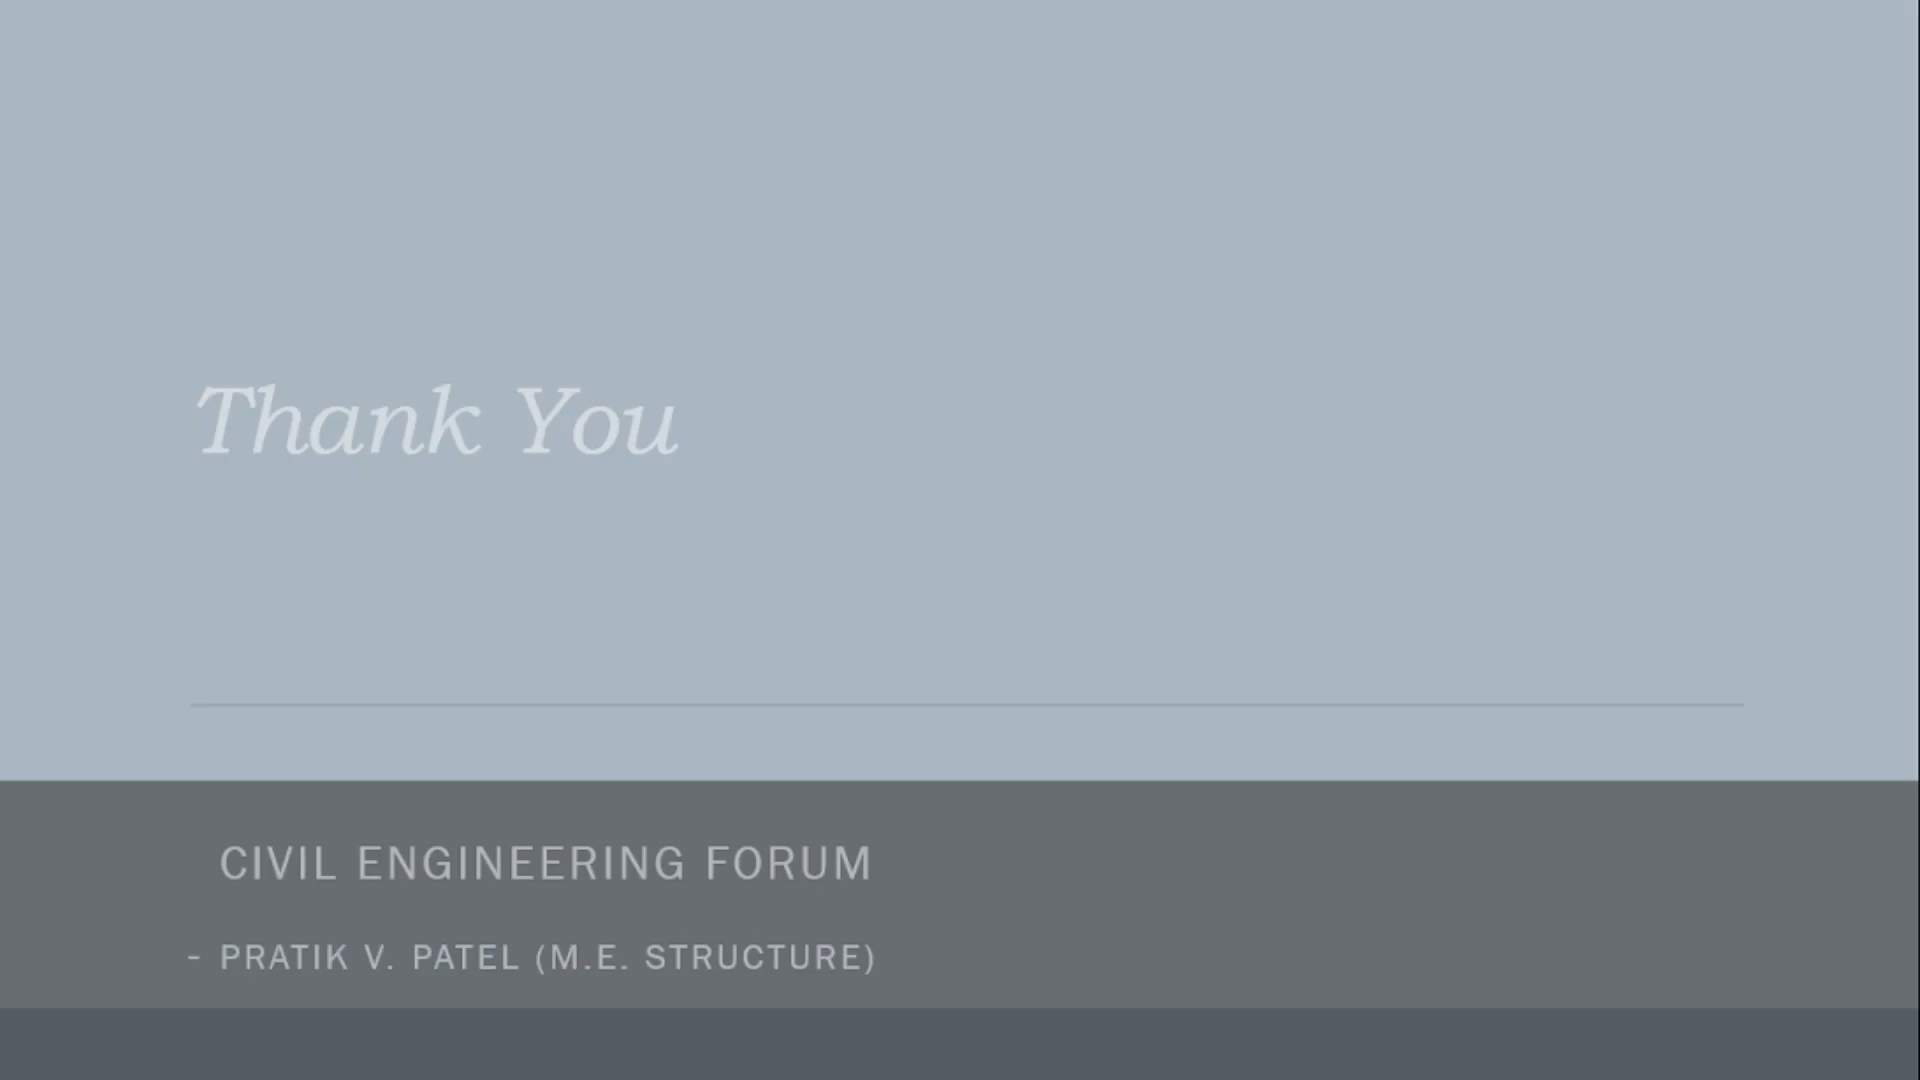 Thank You
CIVIL ENGINEERING FORUM
- PRATIK V. PATEL (M.E. STRUCTURE)